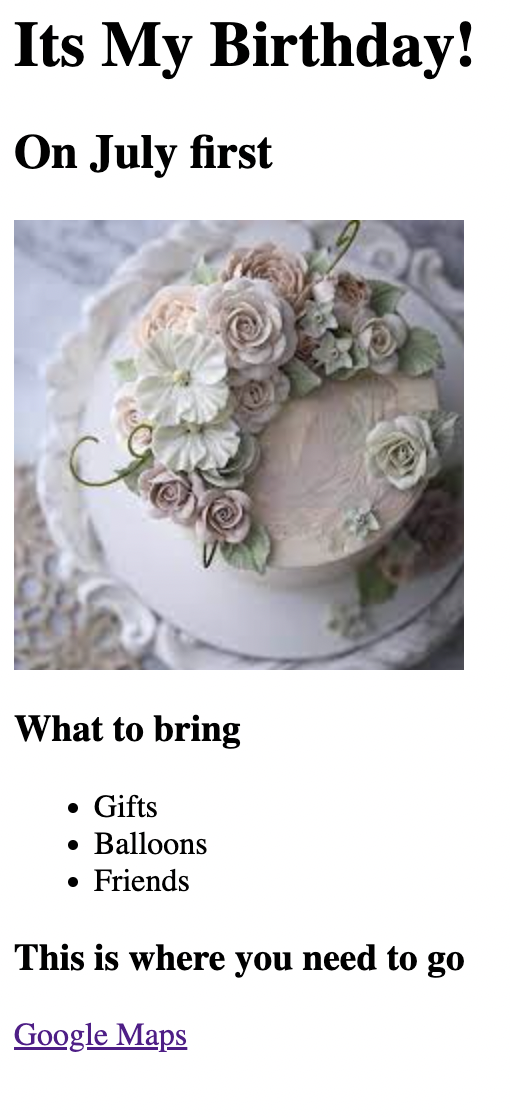 Its My Birthday!
On July first
What to bring
Gifts
Balloons
Friends
This is where you need to go
Google Maps